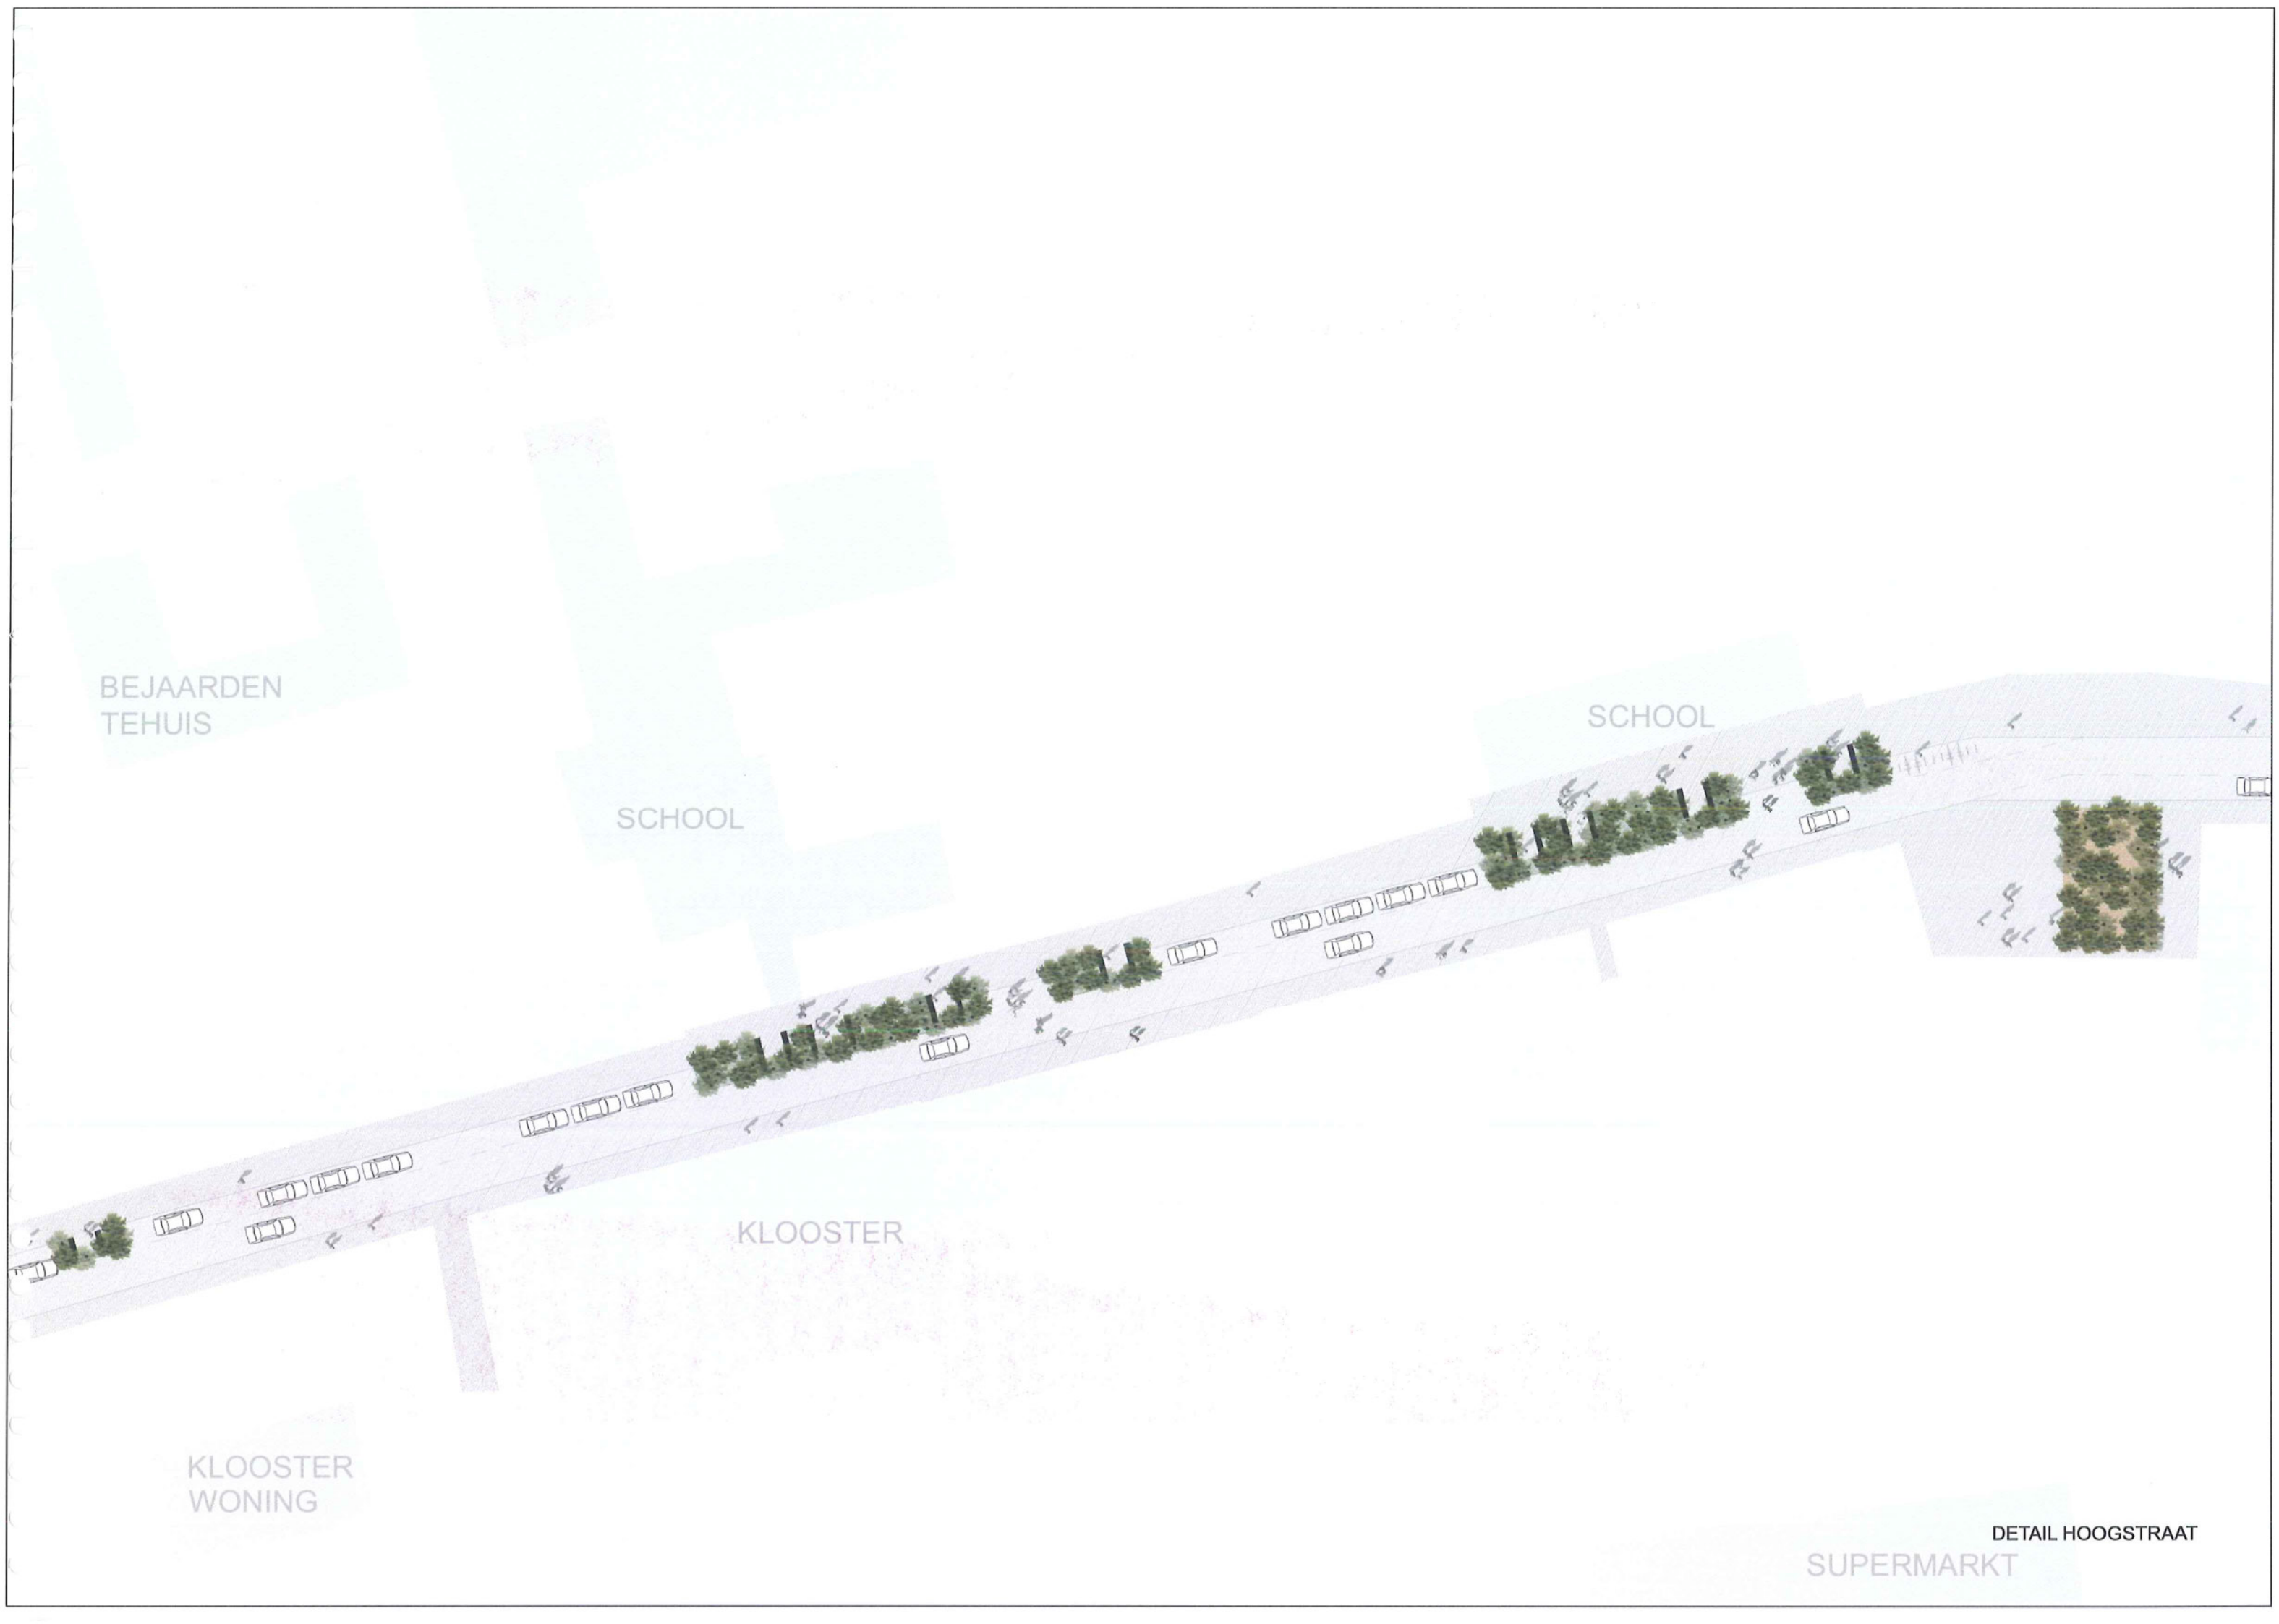 BEJAARDEN
TEHUIS
SCHOOL
SCHOOL
KLOOSTER
KLOOSTER
WONING
DETAIL HOOGSTRAAT
SUPERMARKT